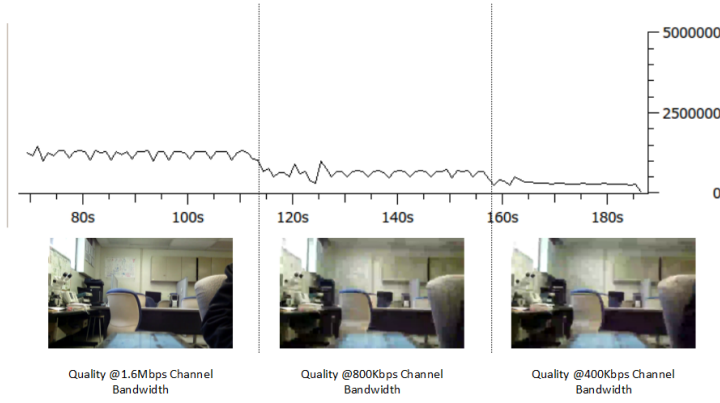 5000000
2500000
0
80s 100s 120s 140s 160s 180s
Quality @1.6Mbps Channel
Bandwidth
Quality @800Kbps Channel
Bandwidth
Quality @400Kbps Channel
Bandwidth